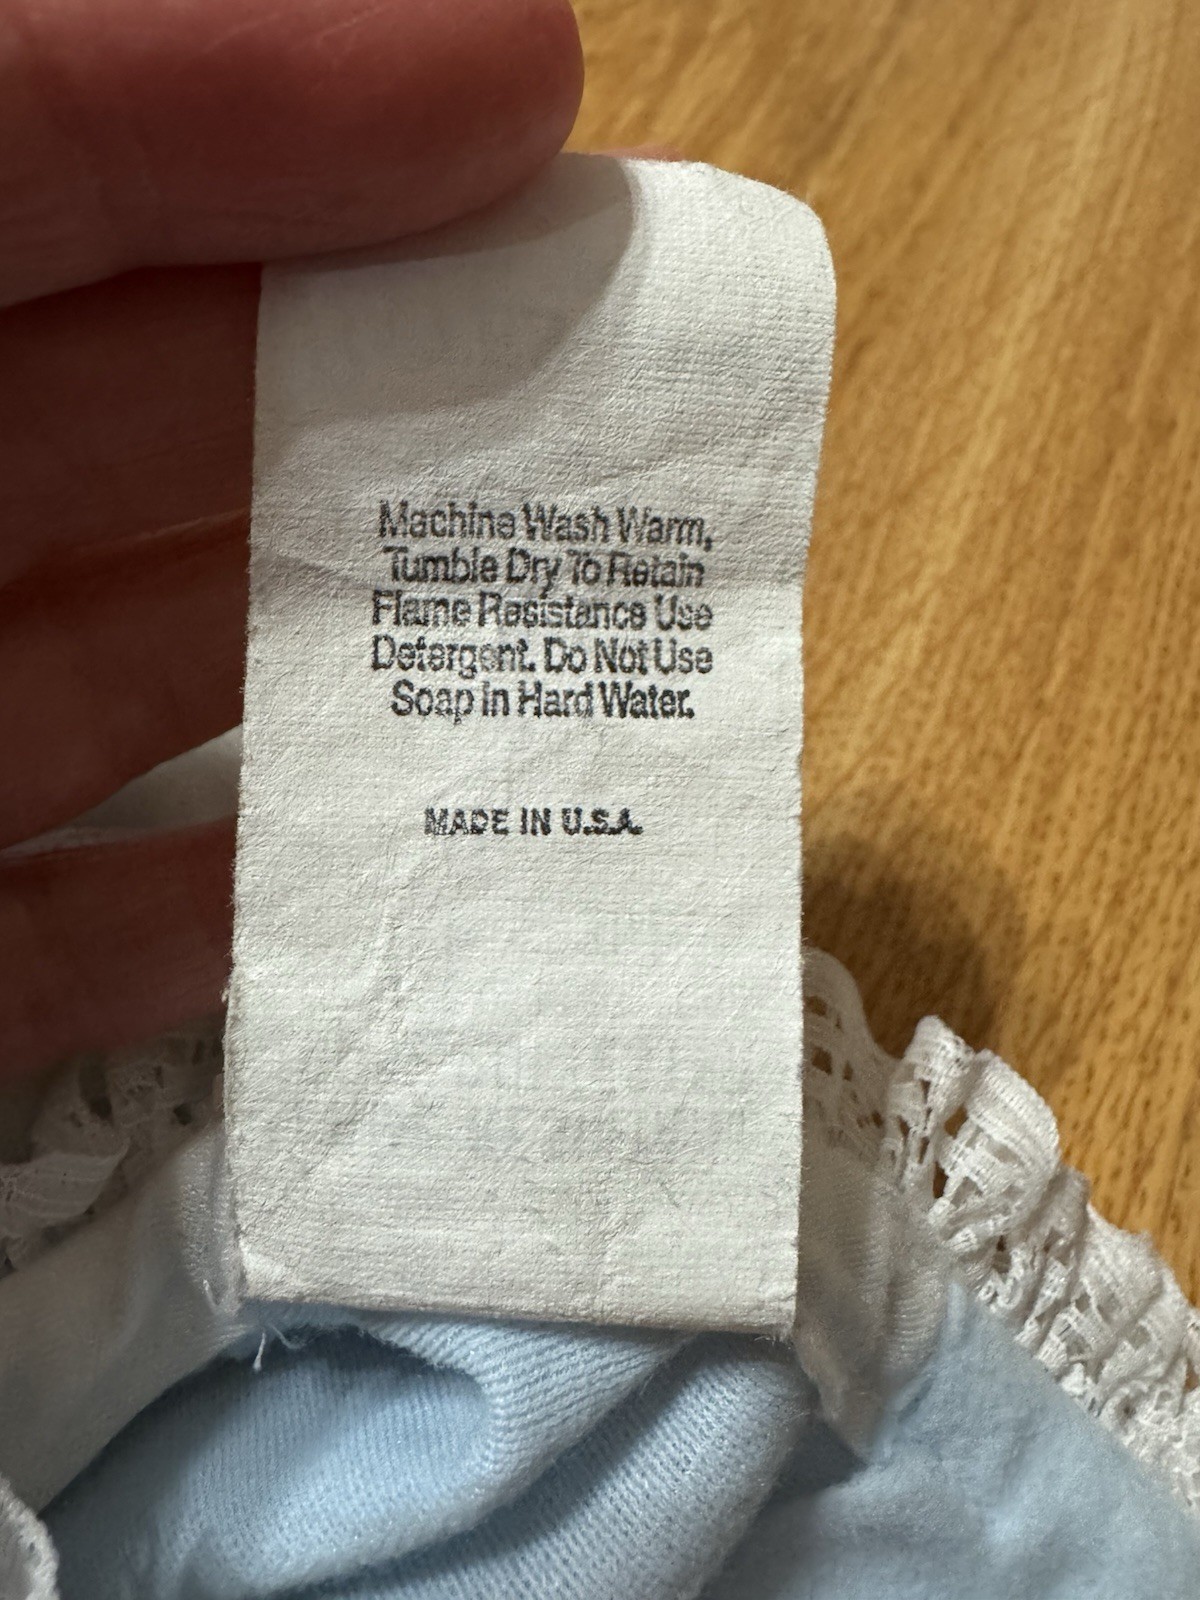 Machine Wash Warm,
Tumble Dry To Retain
Flame Resistance Use
Detergent. Do Not Use
Soap in Hard Water.
MADE IN U.S.A.